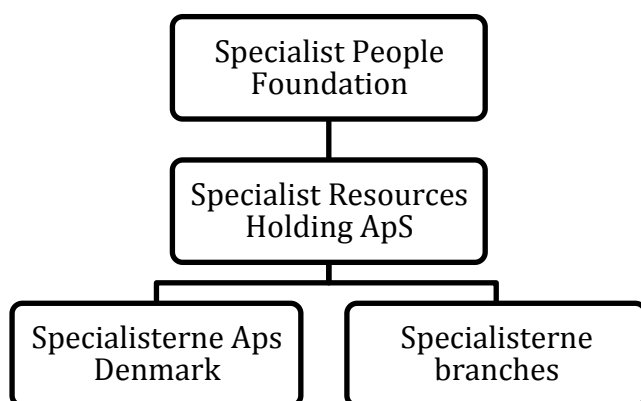 Specialist People
Foundation
Specialist Resources
Holding ApS
Specialisterne Aps
Denmark
Specialisterne
branches